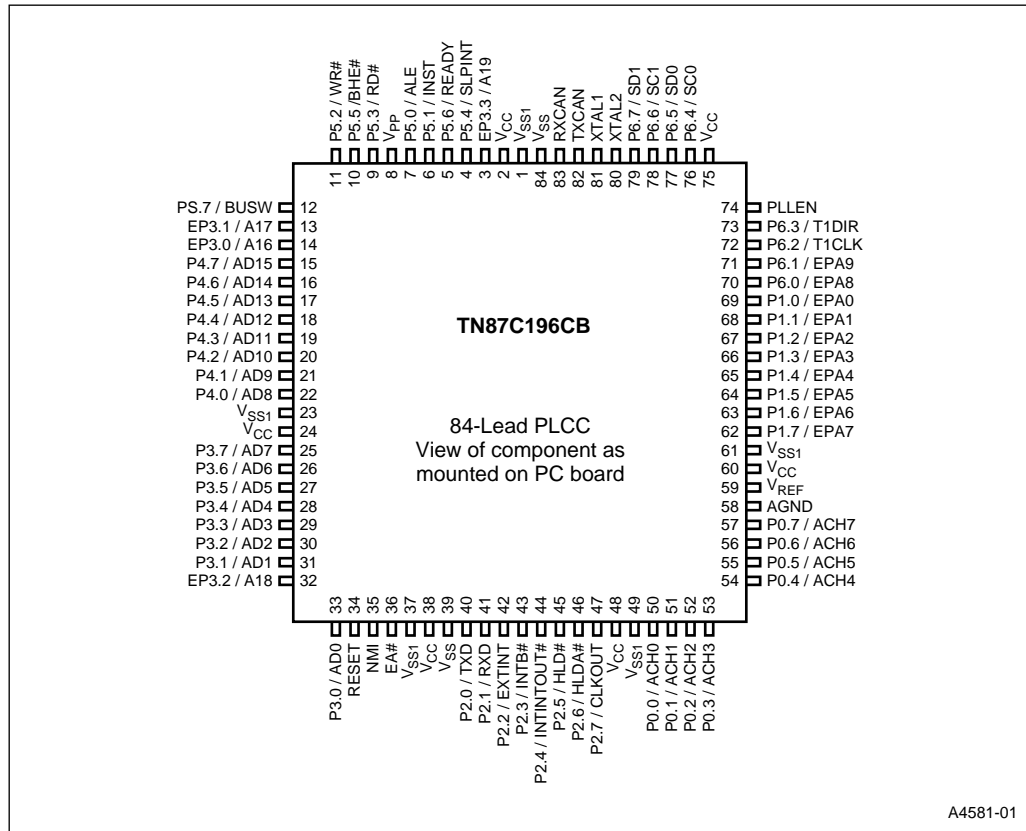 P5.2 / WR#
P5.5 /BHE#
P5.3 / RD#
VPP
P5.0 / ALE
P5.1 / INST
P5.6 / READY
P5.4 / SLPINT
EP3.3 / A19
VCC
VSS1
VSS
RXCAN
TXCAN
XTAL1
XTAL2
P6.7 / SD1
P6.6 / SC1
P6.5 / SD0
P6.4 / SC0
VCC
11 10 9 8 7 6 5 4 3 2 1 84 83 82 81 80 79 78 77 76 75
PS.7 / BUSW 12
EP3.1 / A17 13
EP3.0 / A16 14
P4.7 / AD15 15
P4.6 / AD14 16
P4.5 / AD13 17
P4.4 / AD12 18
P4.3 / AD11 19
P4.2 / AD10 20
P4.1 / AD9 21
P4.0 / AD8 22
VSS1 23
VCC 24
P3.7 / AD7 25
P3.6 / AD6 26
P3.5 / AD5 27
P3.4 / AD4 28
P3.3 / AD3 29
P3.2 / AD2 30
P3.1 / AD1 31
EP3.2 / A18 32
TN87C196CB
84-Lead PLCC
View of component as
mounted on PC board
74 PLLEN
73 P6.3 / T1DIR
72 P6.2 / T1CLK
71 P6.1 / EPA9
70 P6.0 / EPA8
69 P1.0 / EPA0
68 P1.1 / EPA1
67 P1.2 / EPA2
66 P1.3 / EPA3
65 P1.4 / EPA4
64 P1.5 / EPA5
63 P1.6 / EPA6
62 P1.7 / EPA7
61 VSS1
60 VCC
59 VREF
58 AGND
57 P0.7 / ACH7
56 P0.6 / ACH6
55 P0.5 / ACH5
54 P0.4 / ACH4
33 34 35 36 37 38 39 40 41 42 43 44 45 46 47 48 49 50 51 52 53
P3.0 / AD0
RESET
NMI
EA#
VSS1
VCC
VSS
P2.0 / TXD
P2.1 / RXD
P2.2 / EXTINT
P2.3 / INTB#
P2.4 / INTINTOUT#
P2.5 / HLD#
P2.6 / HLDA#
P2.7 / CLKOUT
VCC
VSS1
P0.0 / ACH0
P0.1 / ACH1
P0.2 / ACH2
P0.3 / ACH3
A4581-01